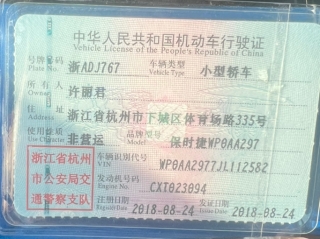 中华人民共和国机动车行驶证
Vehicle License of the People's Republic of China
号牌号码 浙ADJ767 车辆类型 小型轿车
Plate No. Vehicle Type
所有人 许丽君
Owner
住址 浙江省杭州市下城区体育场路335号
Address
使用性质 非营运 品牌型号 保时捷WP0AA297
Use Character Model
浙江省杭州 车辆识别代号 WP0AA2977JL112582
VIN
市公安局交 发动机号码 CXT023094
Engine No.
通警察支队 注册日期 2018-08-24 发证日期 2018-08-24
Register Date Issue Date